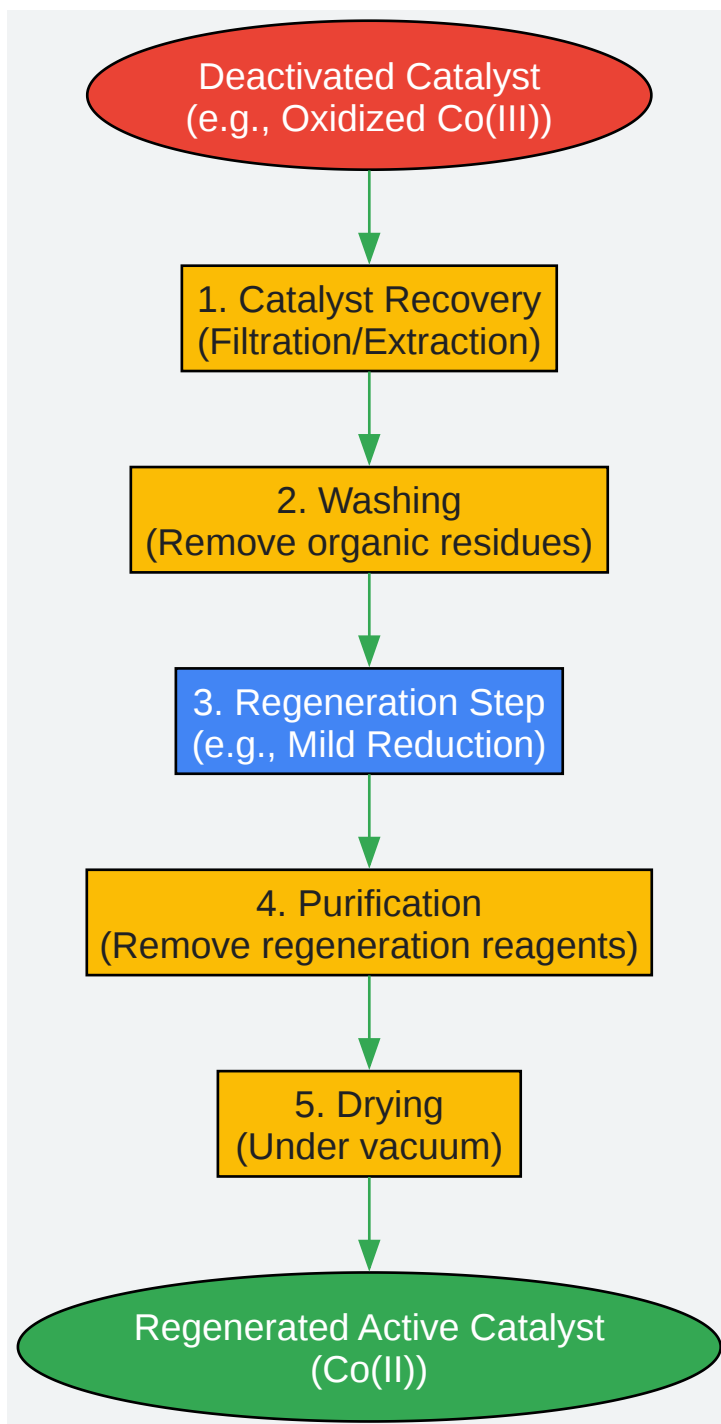 Deactivated Catalyst
(e.g., Oxidized Co(III))
1. Catalyst Recovery
(Filtration/Extraction)
2. Washing
(Remove organic residues)
3. Regeneration Step
(e.g., Mild Reduction)
4. Purification
(Remove regeneration reagents)
5. Drying
(Under vacuum)
Regenerated Active Catalyst
(Co(II))